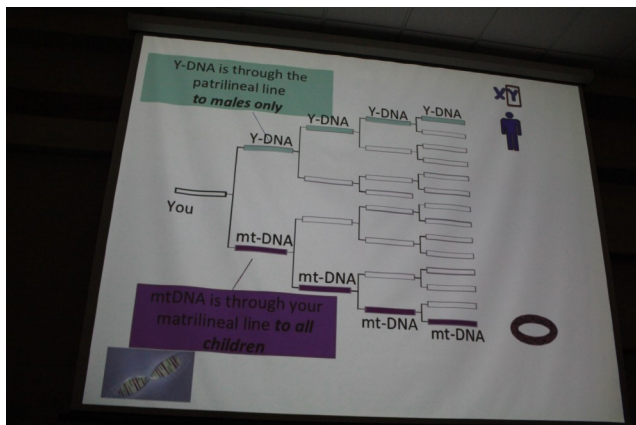 Y-DNA is through the
patrilineal line
to males only
XY
Y-DNA
Y-DNA
Y-DNA
Y-DNA
You
mt-DNA
mt-DNA
mt-DNA
mt-DNA
mtDNA is through your
matrilineal line to all
children